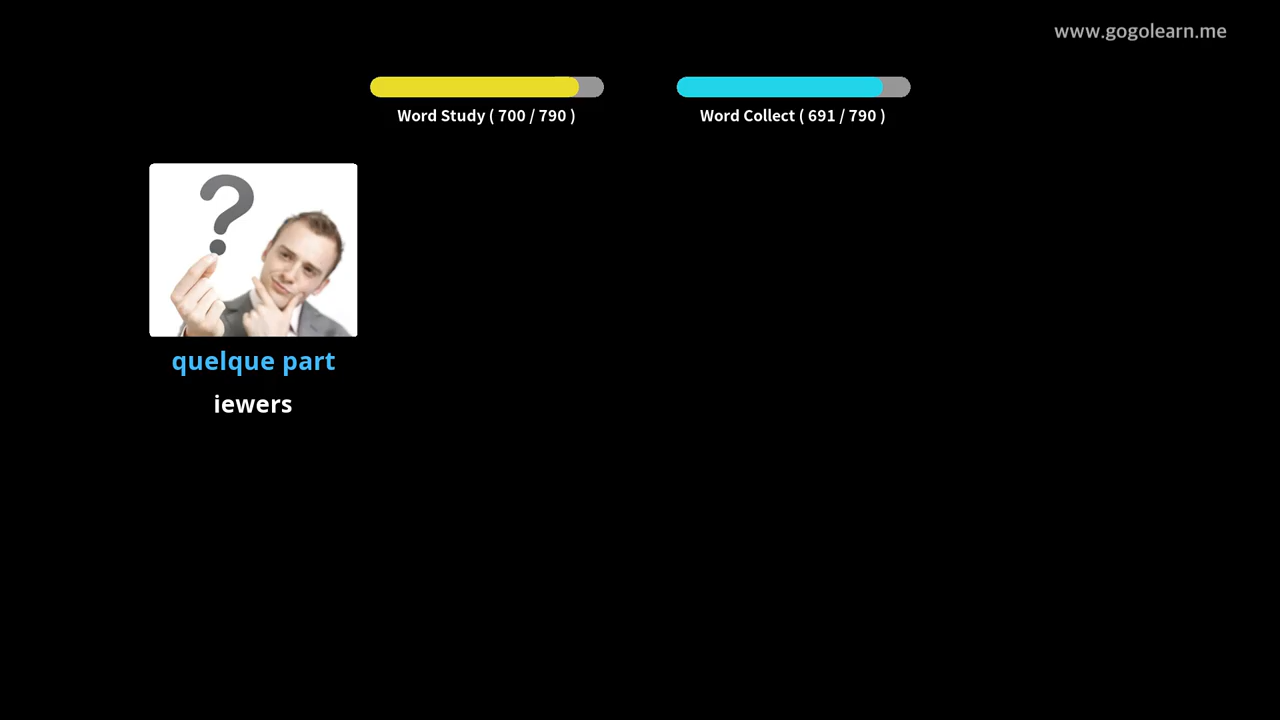 www.gogolearn.me
Word Study ( 700 / 790 )
Word Collect ( 691 / 790 )
?
quelque part
iewers